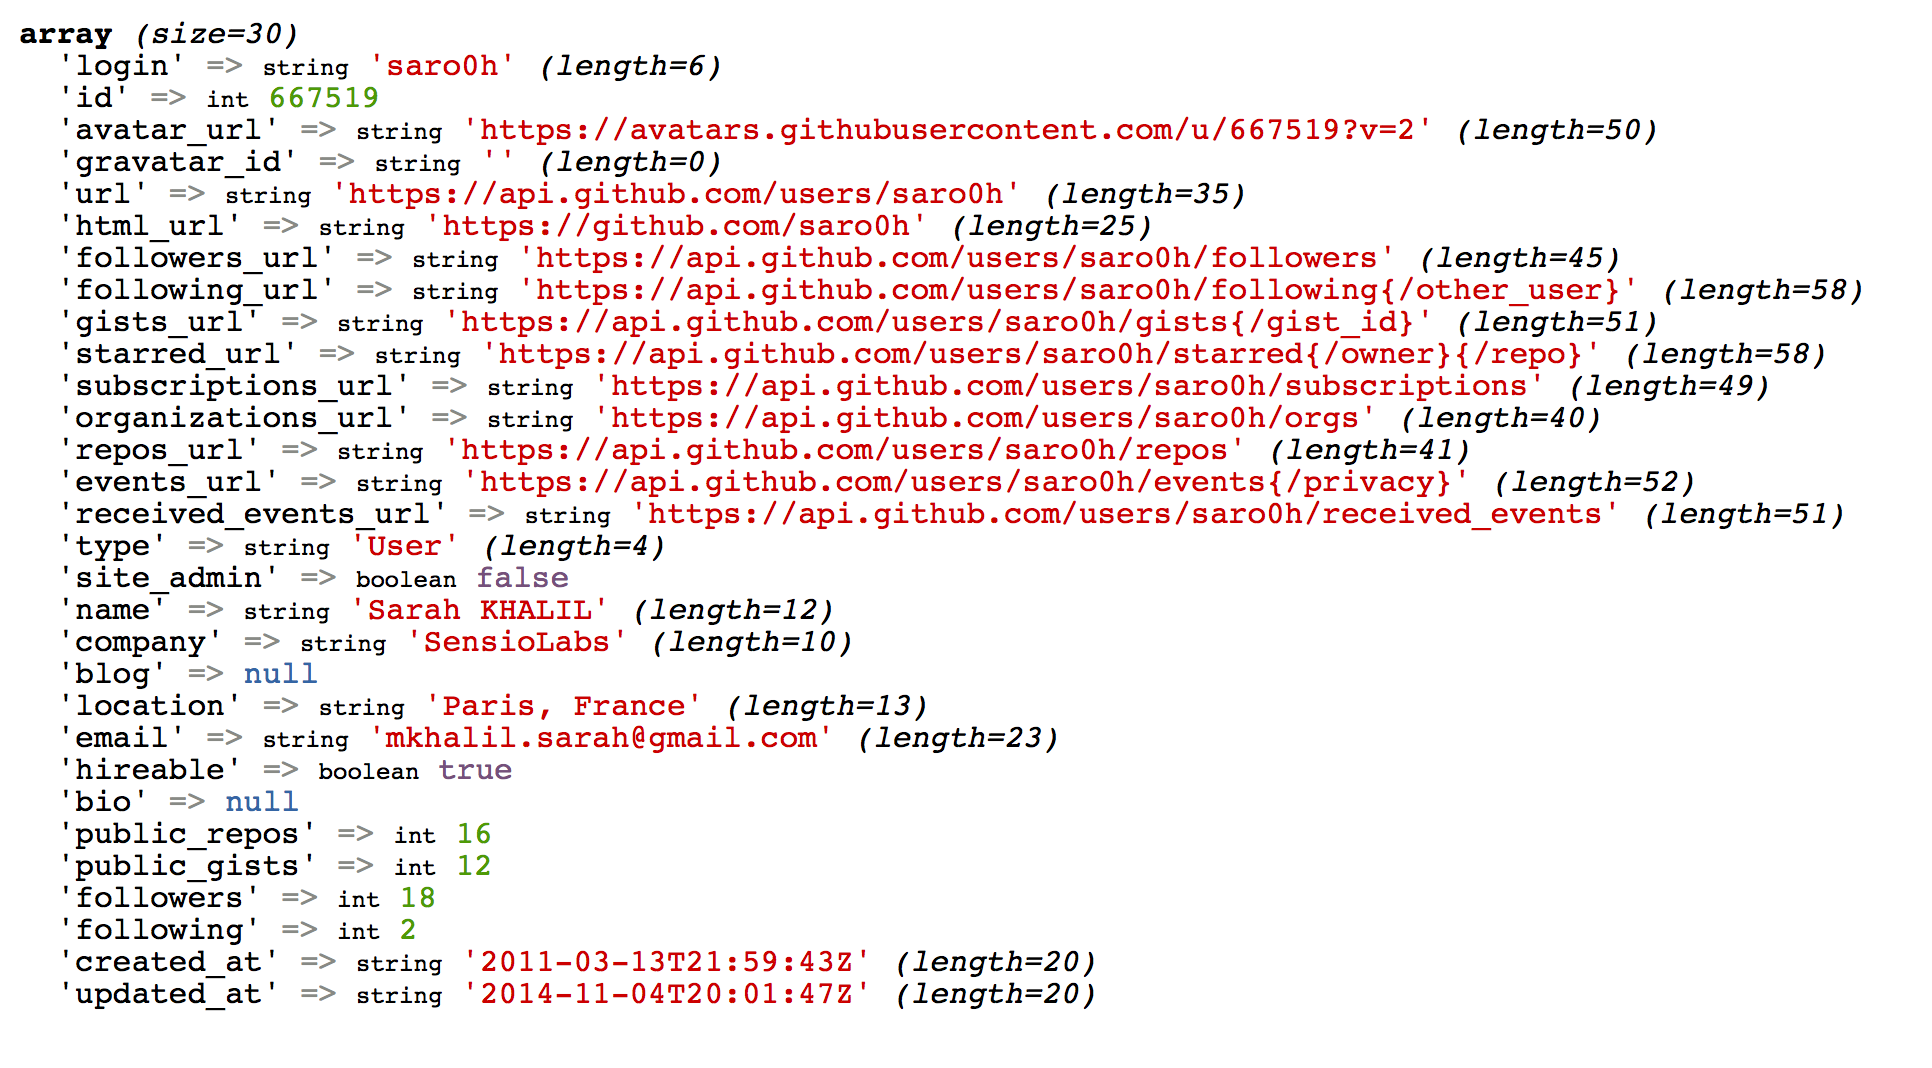 array (size=30)
'login' => string 'saro0h' (length=6)
'id' => int 667519
'avatar_url' => string 'https://avatars.githubusercontent.com/u/667519?v=2' (length=50)
'gravatar_id' => string '' (length=0)
'url' => string 'https://api.github.com/users/saro0h' (length=35)
'html_url' => string 'https://github.com/saro0h' (length=25)
'followers_url' => string 'https://api.github.com/users/saro0h/followers' (length=45)
'following_url' => string 'https://api.github.com/users/saro0h/following{/other_user}' (length=58)
'gists_url' => string 'https://api.github.com/users/saro0h/gists{/gist_id}' (length=51)
'starred_url' => string 'https://api.github.com/users/saro0h/starred{/owner}{/repo}' (length=58)
'subscriptions_url' => string 'https://api.github.com/users/saro0h/subscriptions' (length=49)
'organizations_url' => string 'https://api.github.com/users/saro0h/orgs' (length=40)
'repos_url' => string 'https://api.github.com/users/saro0h/repos' (length=41)
'events_url' => string 'https://api.github.com/users/saro0h/events{/privacy}' (length=52)
'received_events_url' => string 'https://api.github.com/users/saro0h/received_events' (length=51)
'type' => string 'User' (length=4)
'site_admin' => boolean false
'name' => string 'Sarah KHALIL' (length=12)
'company' => string 'SensioLabs' (length=10)
'blog' => null
'location' => string 'Paris, France' (length=13)
'email' => string 'mkhalil.sarah@gmail.com' (length=23)
'hireable' => boolean true
'bio' => null
'public_repos' => int 16
'public_gists' => int 12
'followers' => int 18
'following' => int 2
'created_at' => string '2011-03-13T21:59:43Z' (length=20)
'updated_at' => string '2014-11-04T20:01:47Z' (length=20)